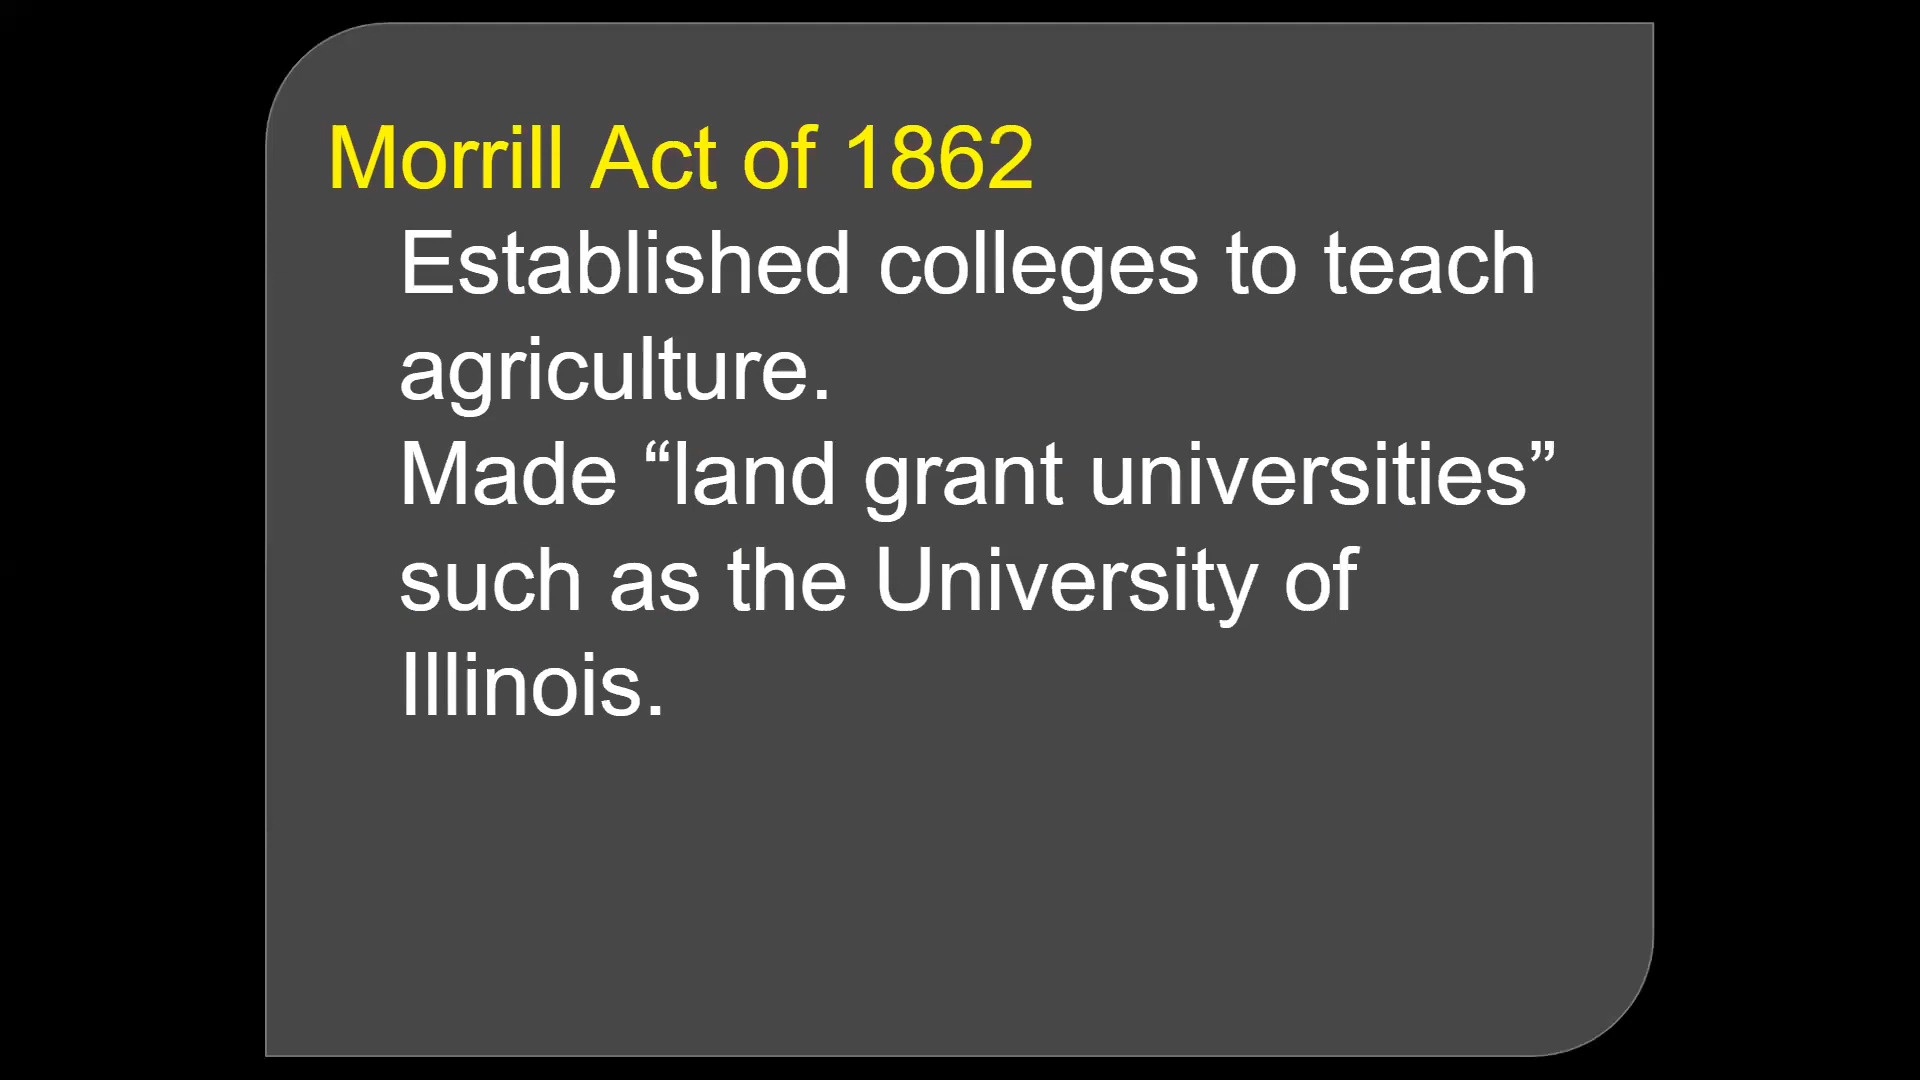 Morrill Act of 1862
Established colleges to teach
agriculture.
Made “land grant universities”
such as the University of
Illinois.